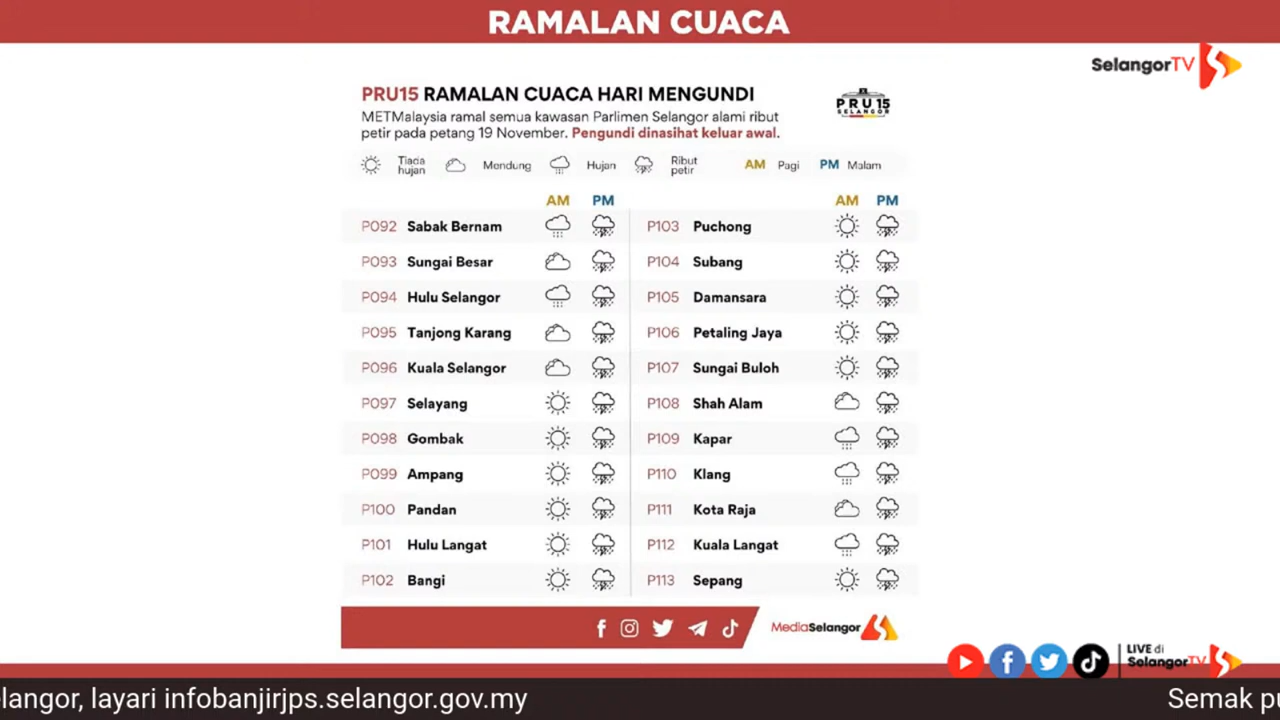 RAMALAN CUACA
SelangorTV
PRU15 RAMALAN CUACA HARI MENGUNDI
METMalaysia ramal semua kawasan Parlimen Selangor alami ribut
petir pada petang 19 November. Pengundi dinasihat keluar awal.
PRU15
SELANGOR
Tiada
hujan
Mendung
Hujan
Ribut
petir
AM Pagi
PM Malam
AM PM
P092 Sabak Bernam
P093 Sungai Besar
P094 Hulu Selangor
P095 Tanjong Karang
P096 Kuala Selangor
P097 Selayang
P098 Gombak
P099 Ampang
P100 Pandan
P101 Hulu Langat
P102 Bangi
AM PM
P103 Puchong
P104 Subang
P105 Damansara
P106 Petaling Jaya
P107 Sungai Buloh
P108 Shah Alam
P109 Kapar
P110 Klang
P111 Kota Raja
P112 Kuala Langat
P113 Sepang
MediaSelangor
LIVE di
SelangorTV
elangor, layari infobanjirjps.selangor.gov.my
Semak pu